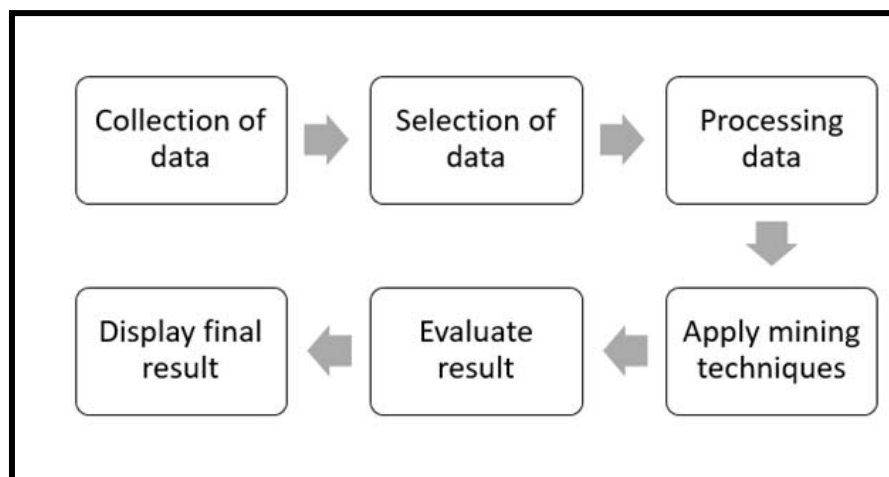 Collection of
data
Selection of
data
Processing
data
Apply mining
techniques
Evaluate
result
Display final
result